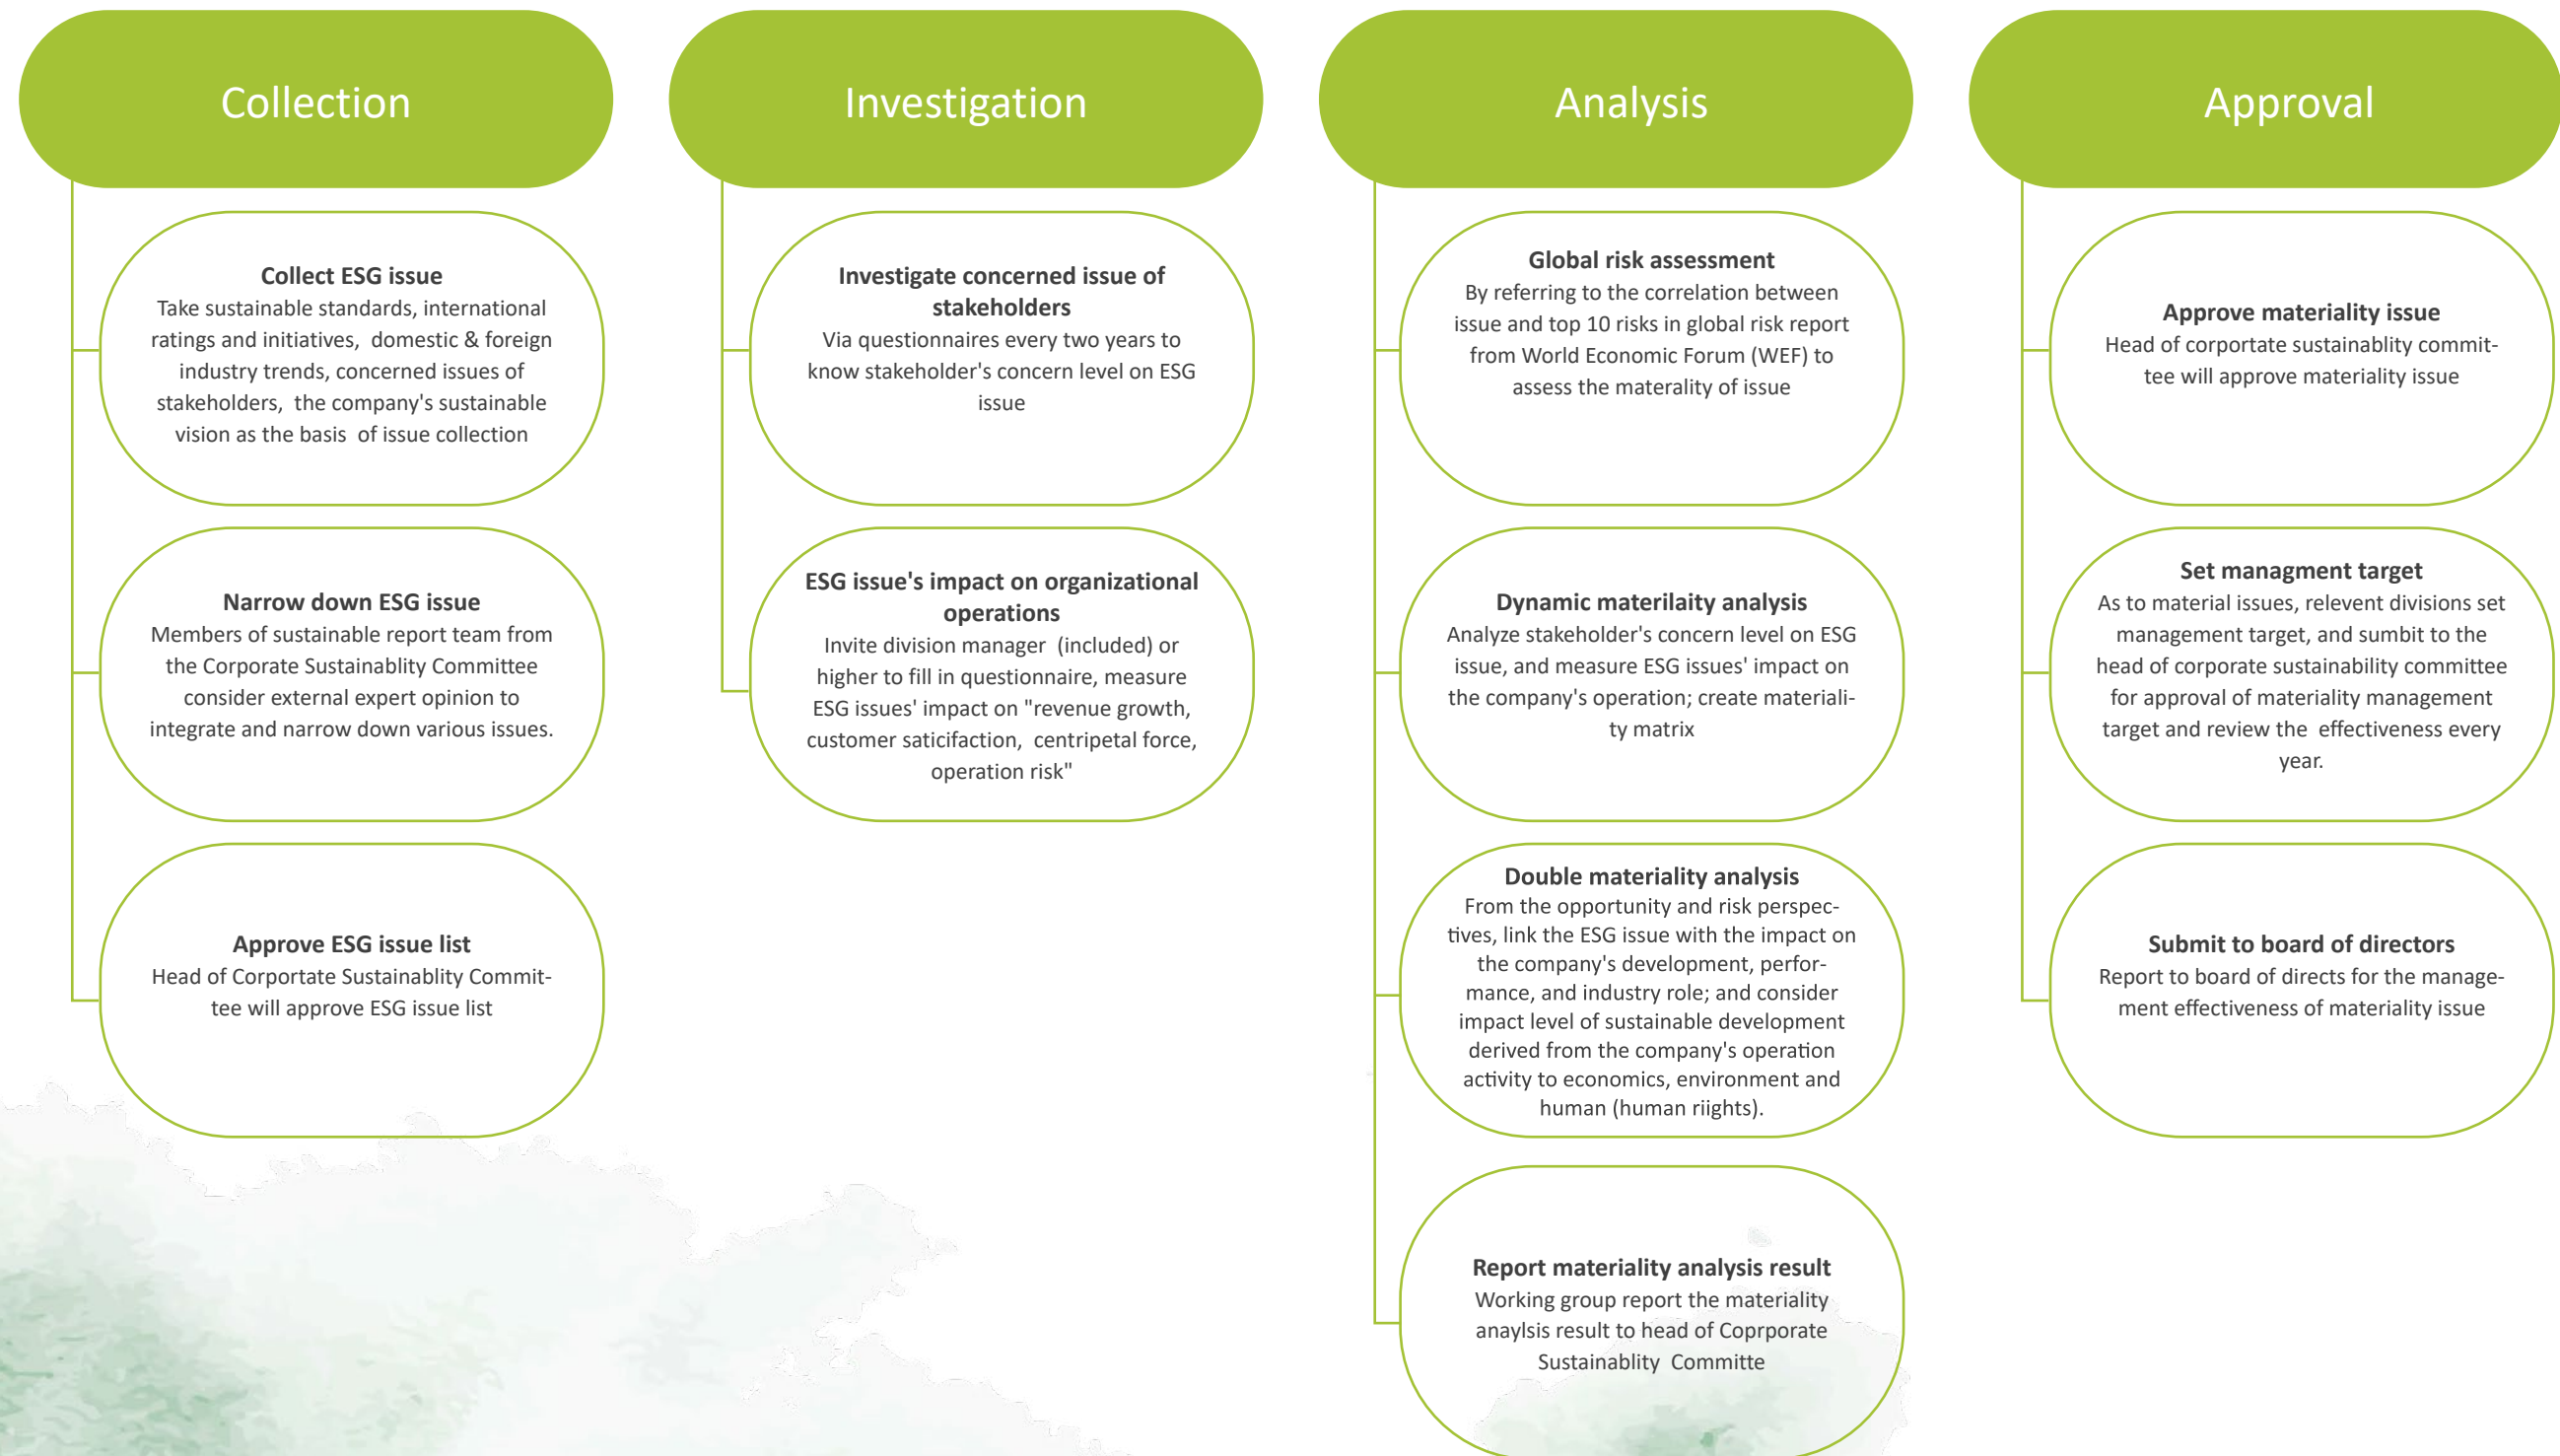 Collection
Collect ESG issue
Take sustainable standards, international
ratings and initiatives, domestic & foreign
industry trends, concerned issues of
stakeholders, the company's sustainable
vision as the basis of issue collection
Narrow down ESG issue
Members of sustainable report team from
the Corporate Sustainablity Committee
consider external expert opinion to
integrate and narrow down various issues.
Approve ESG issue list
Head of Corportate Sustainablity Commit-
tee will approve ESG issue list
Investigation
Investigate concerned issue of
stakeholders
Via questionnaires every two years to
know stakeholder's concern level on ESG
issue
ESG issue's impact on organizational
operations
Invite division manager (included) or
higher to fill in questionnaire, measure
ESG issues' impact on "revenue growth,
customer saticifaction, centripetal force,
operation risk"
Analysis
Global risk assessment
By referring to the correlation between
issue and top 10 risks in global risk report
from World Economic Forum (WEF) to
assess the materality of issue
Dynamic materilaity analysis
Analyze stakeholder's concern level on ESG
issue, and measure ESG issues' impact on
the company's operation; create materiali-
ty matrix
Double materiality analysis
From the opportunity and risk perspec-
tives, link the ESG issue with the impact on
the company's development, perfor-
mance, and industry role; and consider
impact level of sustainable development
derived from the company's operation
activity to economics, environment and
human (human riights).
Report materiality analysis result
Working group report the materiality
anaylsis result to head of Coprporate
Sustainablity Committe
Approval
Approve materiality issue
Head of corportate sustainablity commit-
tee will approve materiality issue
Set managment target
As to material issues, relevent divisions set
management target, and sumbit to the
head of corporate sustainability committee
for approval of materiality management
target and review the effectiveness every
year.
Submit to board of directors
Report to board of directs for the manage-
ment effectiveness of materiality issue